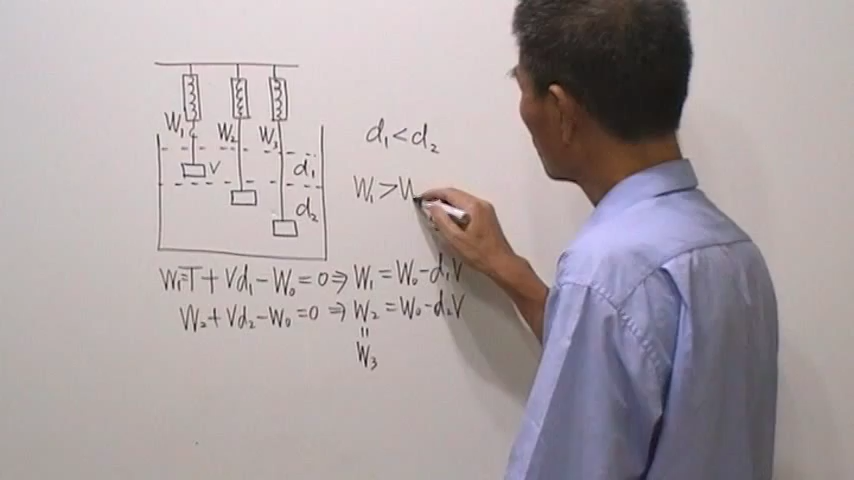 W₁ W₂ W₃
V d₁
d₂
d₁<d₂
W₁>W
W₁=T+Vd₁-W₀=0⇒W₁=W₀-d₁V
W₂+Vd₂-W₀=0⇒W₂=W₀-d₂V
=
W₃